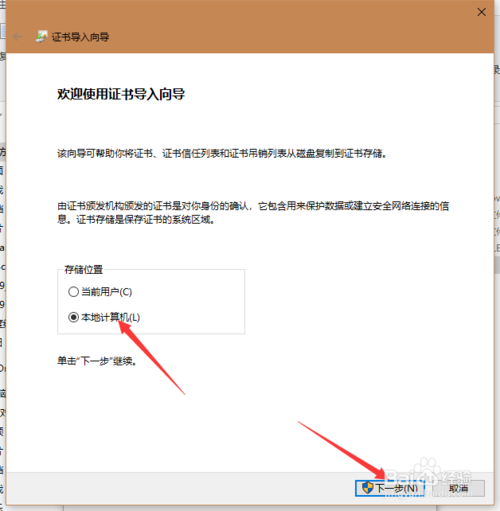 证书导入向导
欢迎使用证书导入向导
该向导可帮助你将证书、证书信任列表和证书吊销列表从磁盘复制到证书存储。
由证书颁发机构颁发的证书是对你身份的确认，它包含用来保护数据或建立安全网络连接的信
息。证书存储是保存证书的系统区域。
存储位置
当前用户(C)
本地计算机(L)
单击"下一步"继续。
下一步(N)
取消